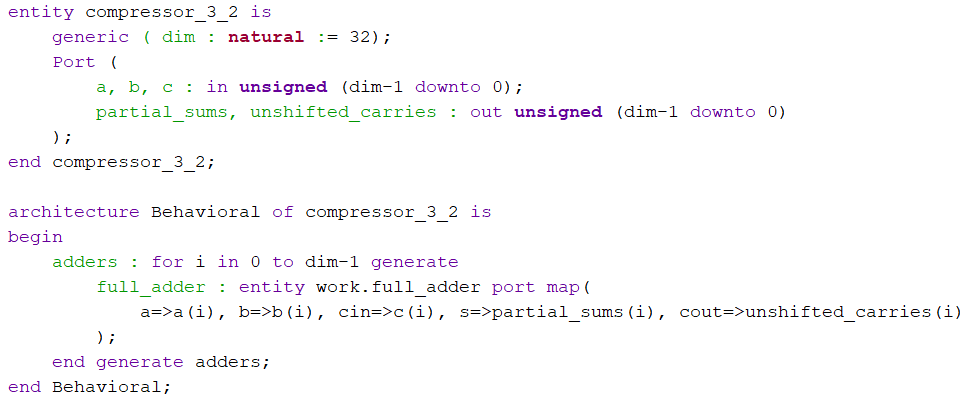 entity compressor_3_2 is
    generic ( dim : natural := 32);
    Port (
        a, b, c : in unsigned (dim-1 downto 0);
        partial_sums, unshifted_carries : out unsigned (dim-1 downto 0)
    );
end compressor_3_2;

architecture Behavioral of compressor_3_2 is
begin
    adders : for i in 0 to dim-1 generate
        full_adder : entity work.full_adder port map(
            a=>a(i), b=>b(i), cin=>c(i), s=>partial_sums(i), cout=>unshifted_carries(i)
        );
    end generate adders;
end Behavioral;